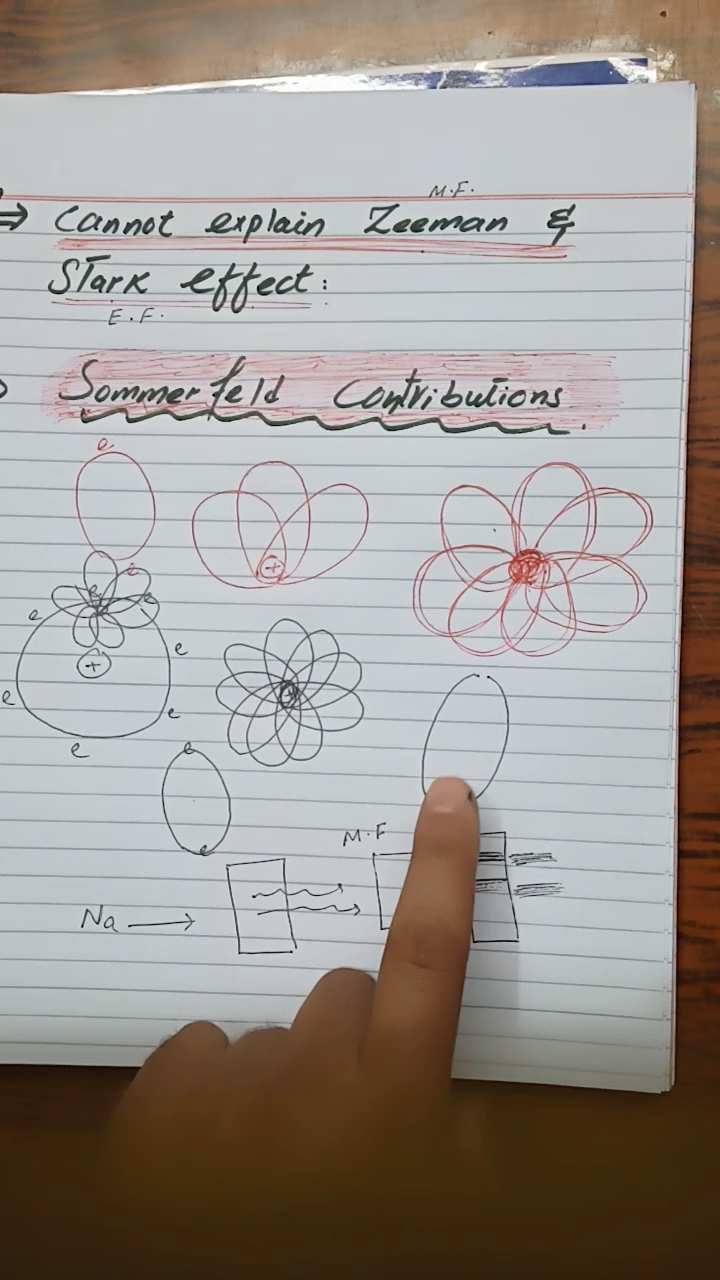 M.F.
⇒ Cannot explain Zeeman &
Stark effect:
E.F.
Sommerfeld Contributions.
e
+
e
e
e
e
+
e
+
e
e
e
e
e
M.F
Na →